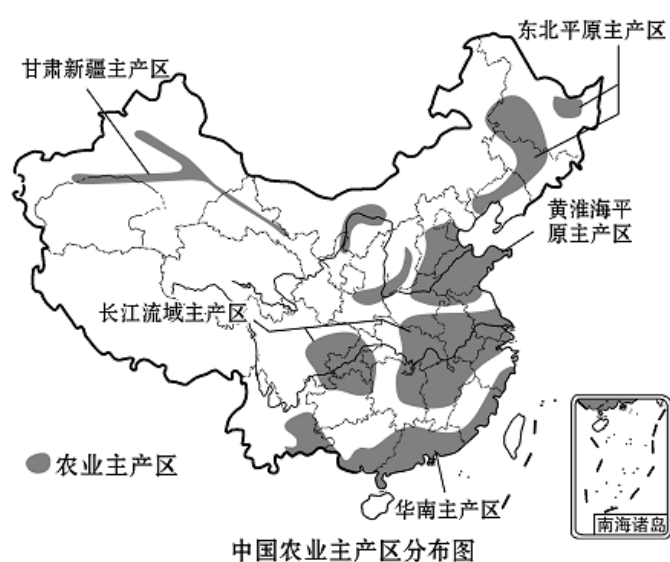 东北平原主产区
甘肃新疆主产区
黄淮海平
原主产区
长江流域主产区
农业主产区
华南主产区
南海诸岛
中国农业主产区分布图